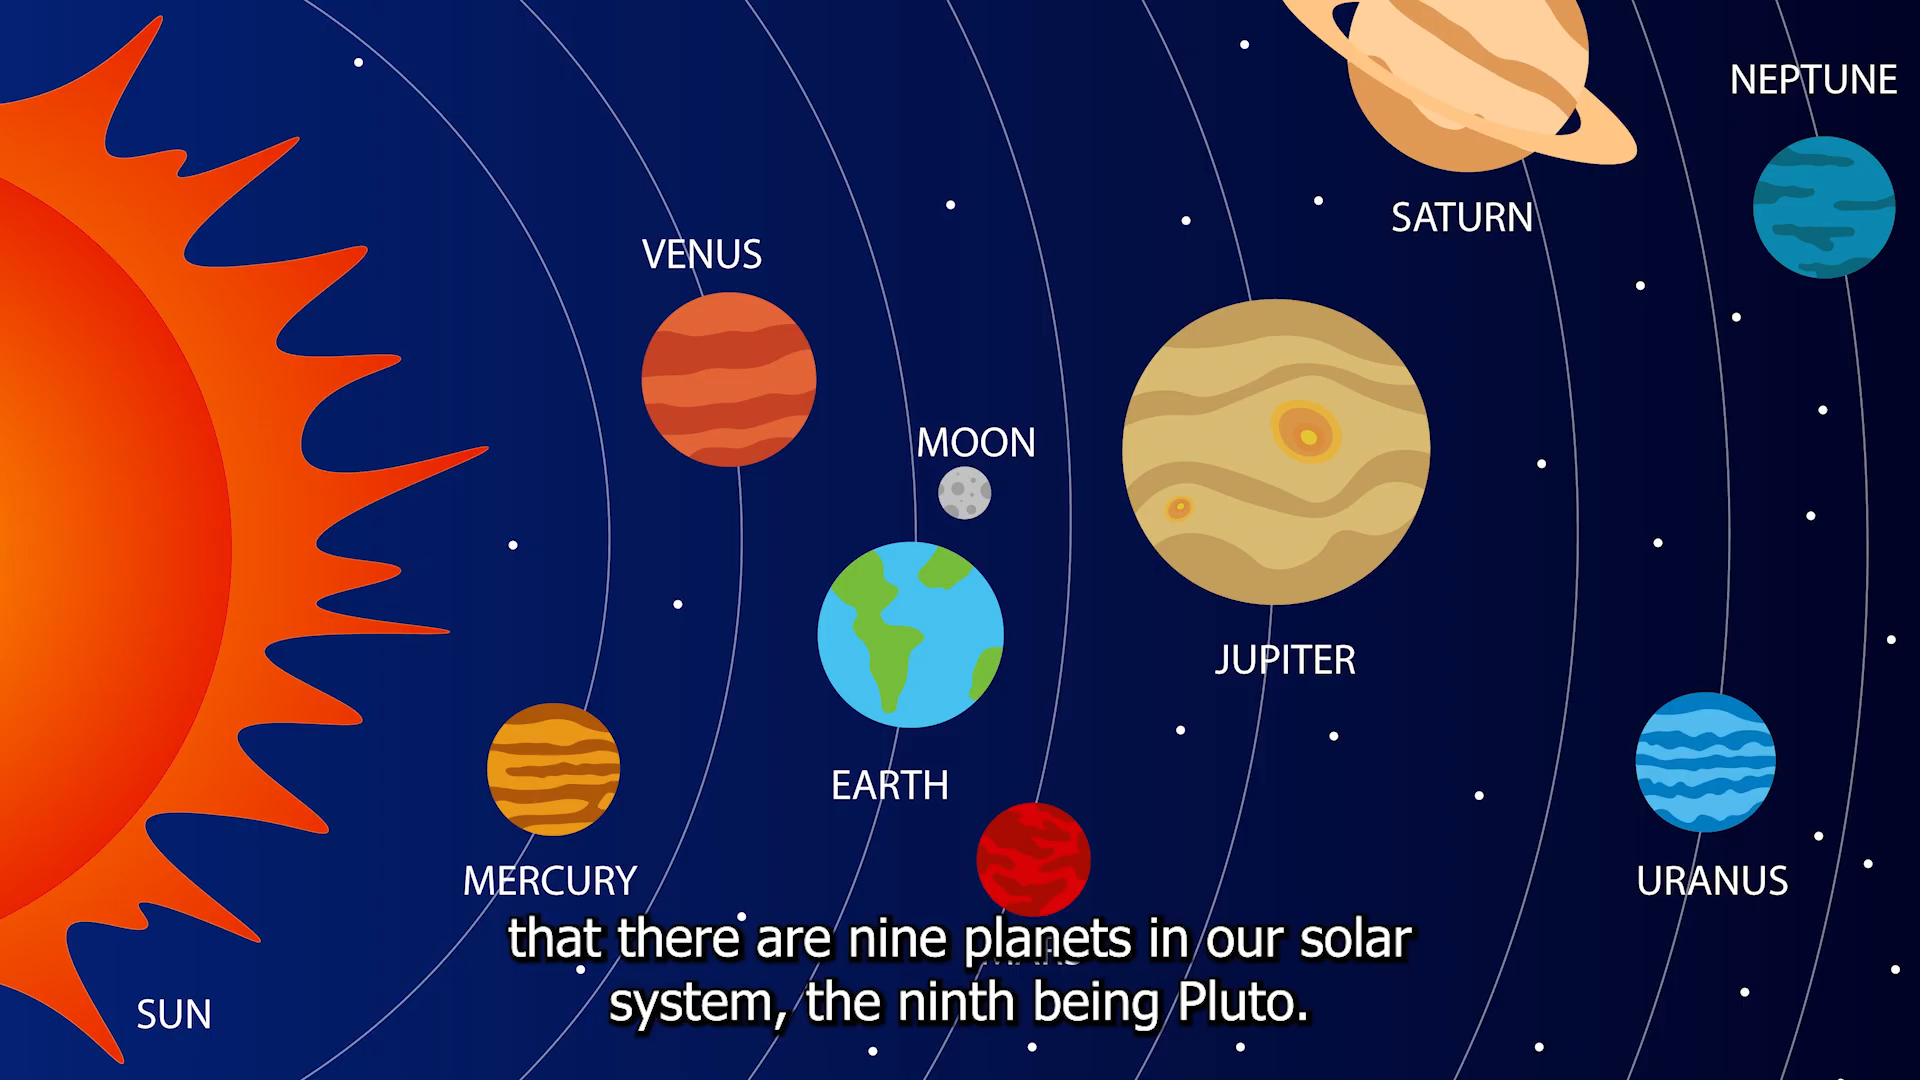 NEPTUNE
SATURN
VENUS
MOON
JUPITER
EARTH
MERCURY
URANUS
that there are nine planets in our solar
system, the ninth being Pluto.
SUN